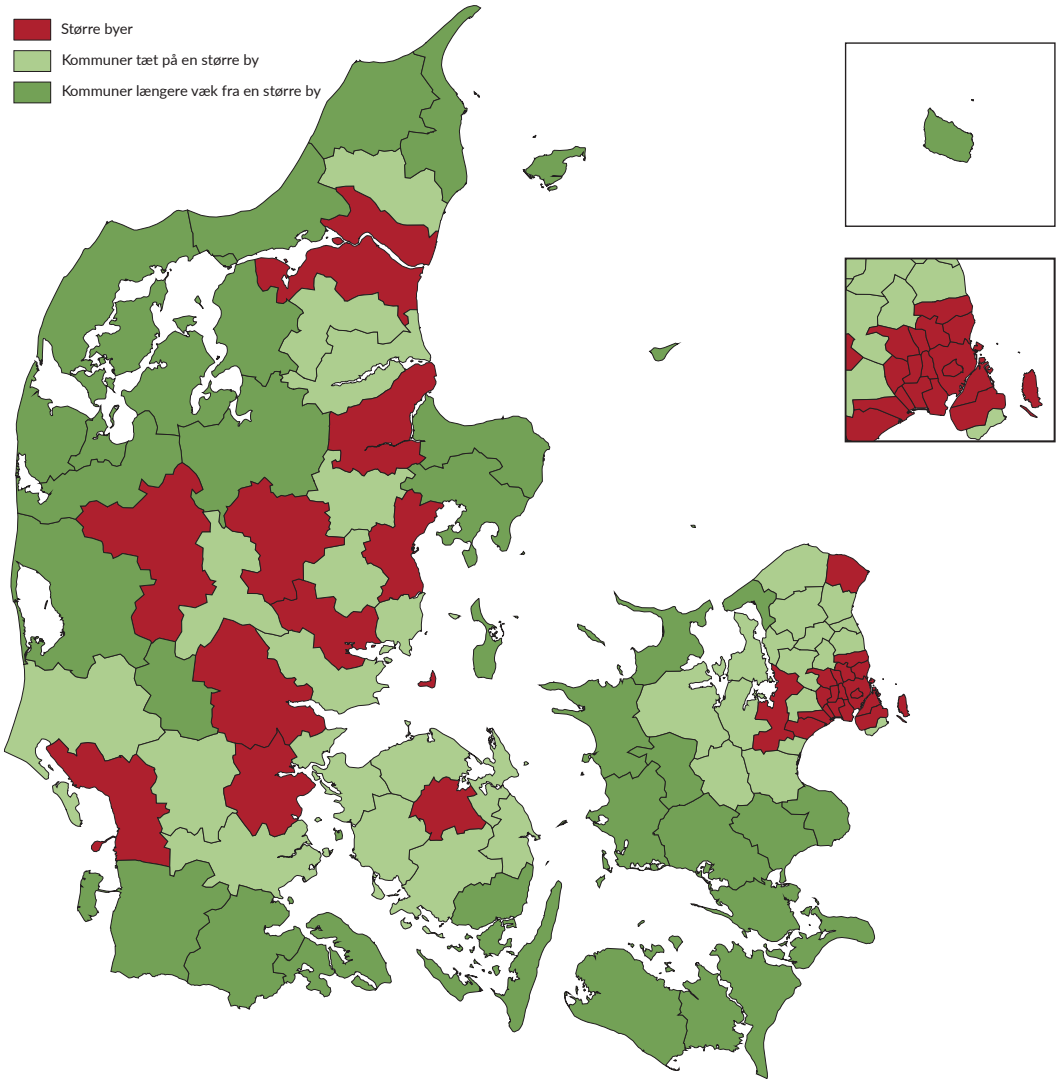 Større byer
Kommuner tæt på en større by
Kommuner længere væk fra en større by